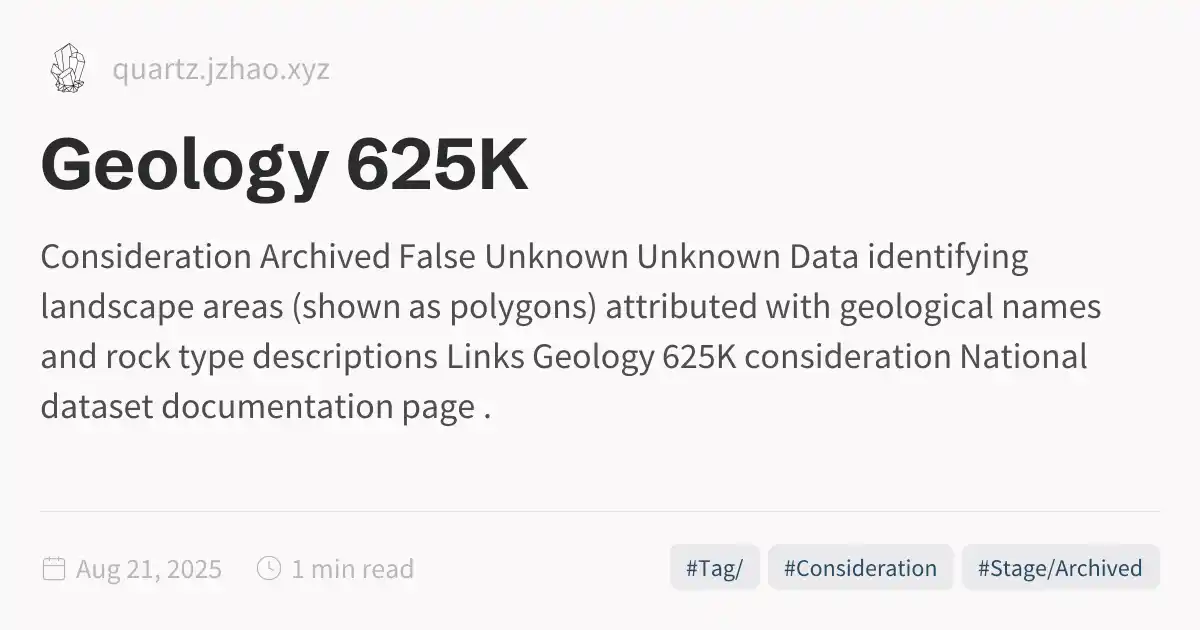 quartz.jzhao.xyz
Geology 625K
Consideration Archived False Unknown Unknown Data identifying
landscape areas (shown as polygons) attributed with geological names
and rock type descriptions Links Geology 625K consideration National
dataset documentation page .
Aug 21, 2025 1 min read #Tag/ #Consideration #Stage/Archived